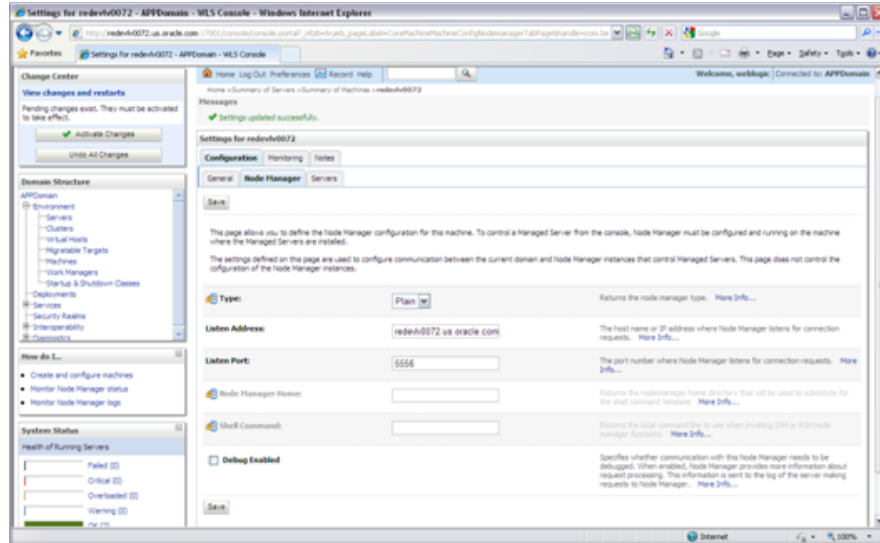 Settings for redevlv0072 - APPDomain - WLS Console - Windows Internet Explorer
Google
Favorites
Settings for redevlv0072 - APPDomain - WLS Console
Page
Safety
Tools
Change Center
View changes and restarts
Pending changes exist. They must be activated
to take effect.
Activate Changes
Undo All Changes
Domain Structure
APPDomain
Environment
Servers
Clusters
Virtual Hosts
Migratable Targets
Machines
Work Managers
Startup & Shutdown Classes
Deployments
Services
Security Realms
Interoperability
Diagnostics
How do I...
Create and configure machines
Monitor Node Manager status
Monitor Node Manager logs
System Status
Health of Running Servers
Failed (0)
Critical (0)
Overloaded (0)
Warning (0)
Home Log Out Preferences Record Help
Welcome, weblogic Connected to: APPDomain
Home >Summary of Servers >Summary of Machines >redevlv0072
Messages
Settings updated successfully.
Settings for redevlv0072
Configuration Monitoring Notes
General Node Manager Servers
Save
This page allows you to define the Node Manager configuration for this machine. To control a Managed Server from the console, Node Manager must be configured and running on the machine
where the Managed Servers are installed.
The settings defined on this page are used to configure communication between the current domain and Node Manager instances that control Managed Servers. This page does not control the
cofiguration of the Node Manager instances.
Type:
Plain
Returns the node manager type. More Info...
Listen Address:
redevlv0072.us.oracle.com
The host name or IP address where Node Manager listens for connection
requests. More Info...
Listen Port:
5556
The port number where Node Manager listens for connection requests. More
Info...
Node Manager Home:
Returns the nodemanager home directory that will be used to substitute for
the shell command template More Info...
Shell Command:
Returns the local command line to use when invoking SSH or RSH node
manager functions. More Info...
Debug Enabled
Specifies whether communication with this Node Manager needs to be
debugged. When enabled, Node Manager provides more information about
request processing. This information is sent to the log of the server making
requests to Node Manager. More Info...
Save
Internet
100%